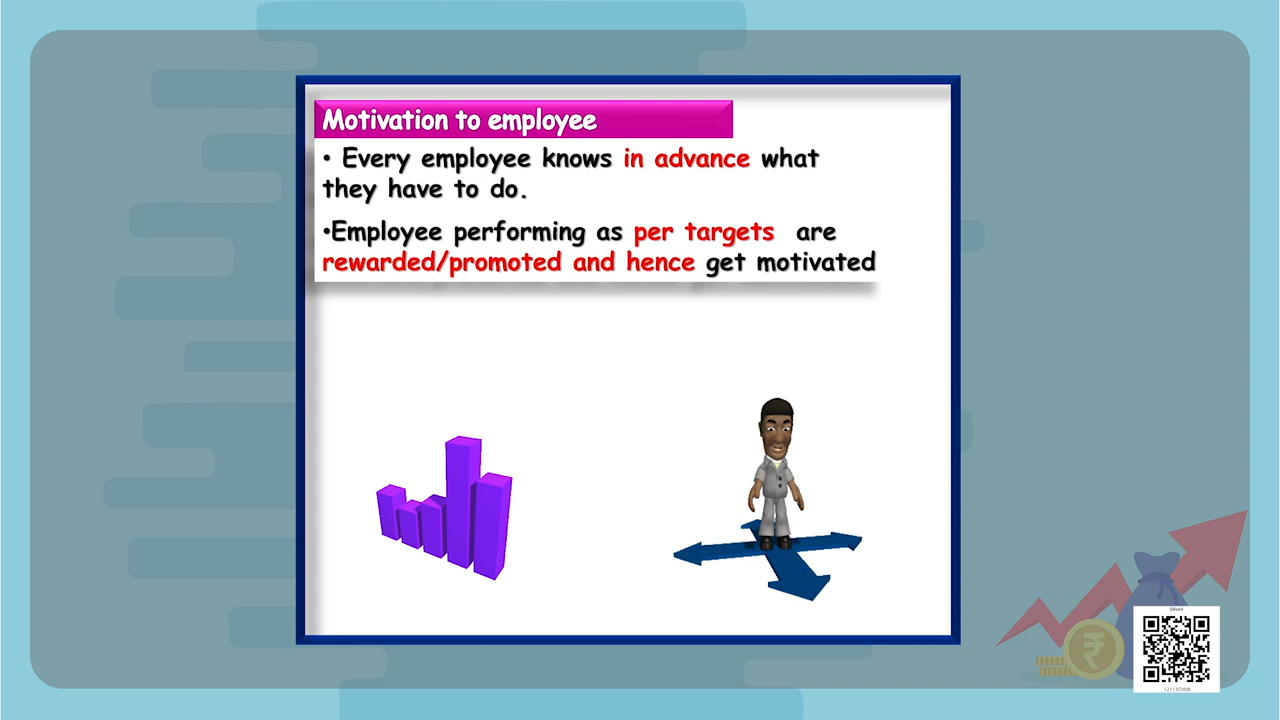 Motivation to employee
• Every employee knows in advance what
they have to do.
•Employee performing as per targets are
rewarded/promoted and hence get motivated
₹
12113CH08